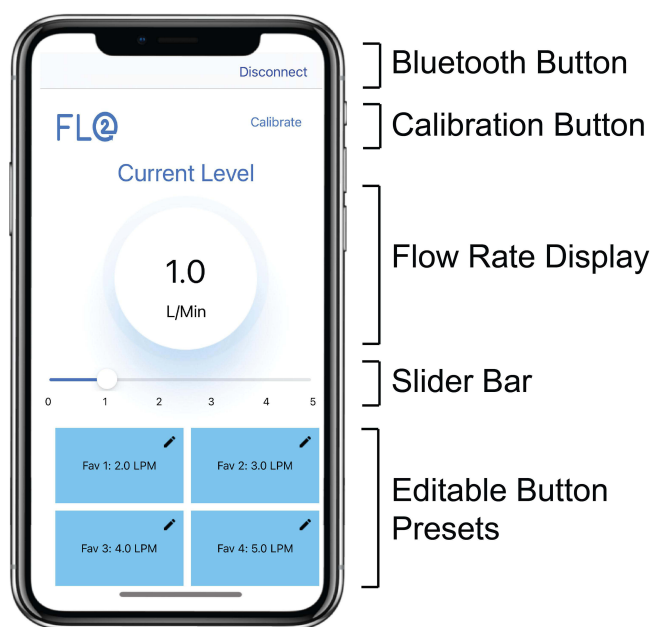 Disconnect
Bluetooth Button
FL@2
Calibrate
Calibration Button
Current Level
1.0
L/Min
Flow Rate Display
0 1 2 3 4 5
Slider Bar
Fav 1: 2.0 LPM
Fav 2: 3.0 LPM
Fav 3: 4.0 LPM
Fav 4: 5.0 LPM
Editable Button
Presets